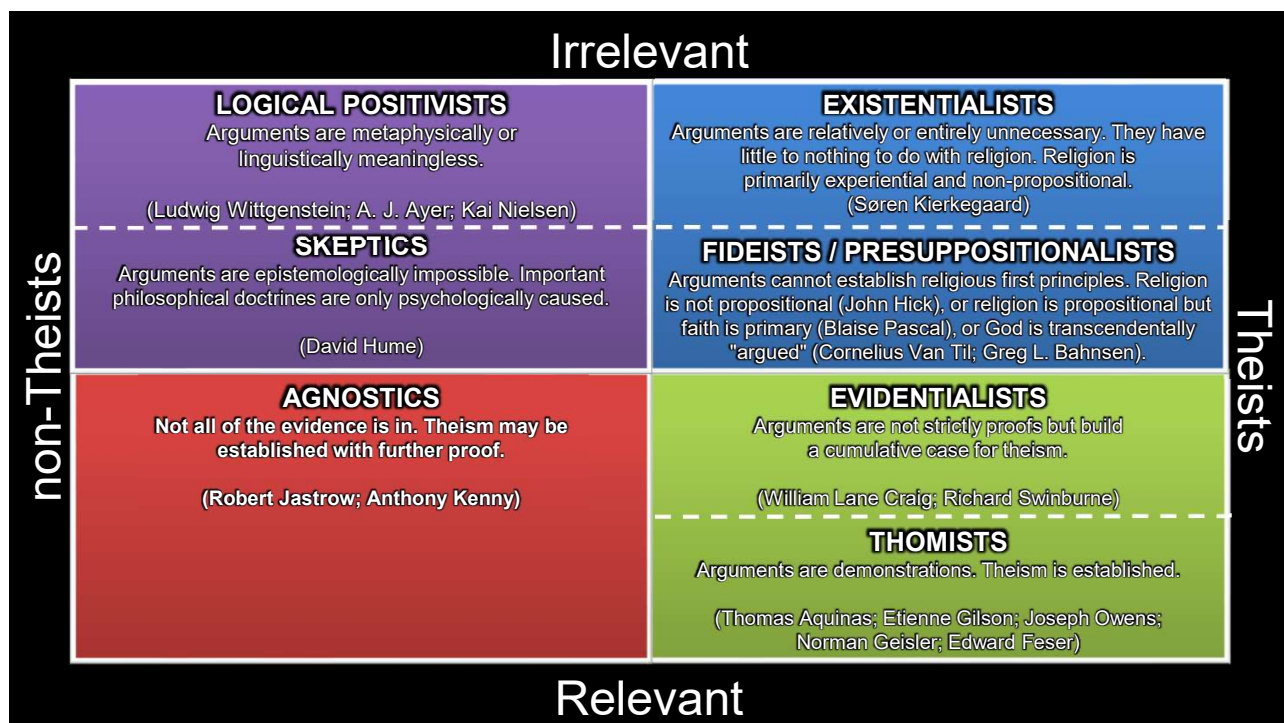 Irrelevant
non-Theists
LOGICAL POSITIVISTS
Arguments are metaphysically or
linguistically meaningless.
(Ludwig Wittgenstein; A. J. Ayer; Kai Nielsen)
SKEPTICS
Arguments are epistemologically impossible. Important
philosophical doctrines are only psychologically caused.
(David Hume)
EXISTENTIALISTS
Arguments are relatively or entirely unnecessary. They have
little to nothing to do with religion. Religion is
primarily experiential and non-propositional.
(Søren Kierkegaard)
FIDEISTS / PRESUPPOSITIONALISTS
Arguments cannot establish religious first principles. Religion
is not propositional (John Hick), or religion is propositional but
faith is primary (Blaise Pascal), or God is transcendentally
"argued" (Cornelius Van Til; Greg L. Bahnsen).
AGNOSTICS
Not all of the evidence is in. Theism may be
established with further proof.
(Robert Jastrow; Anthony Kenny)
EVIDENTIALISTS
Arguments are not strictly proofs but build
a cumulative case for theism.
(William Lane Craig; Richard Swinburne)
THOMISTS
Arguments are demonstrations. Theism is established.
(Thomas Aquinas; Etienne Gilson; Joseph Owens;
Norman Geisler; Edward Feser)
Theists
Relevant